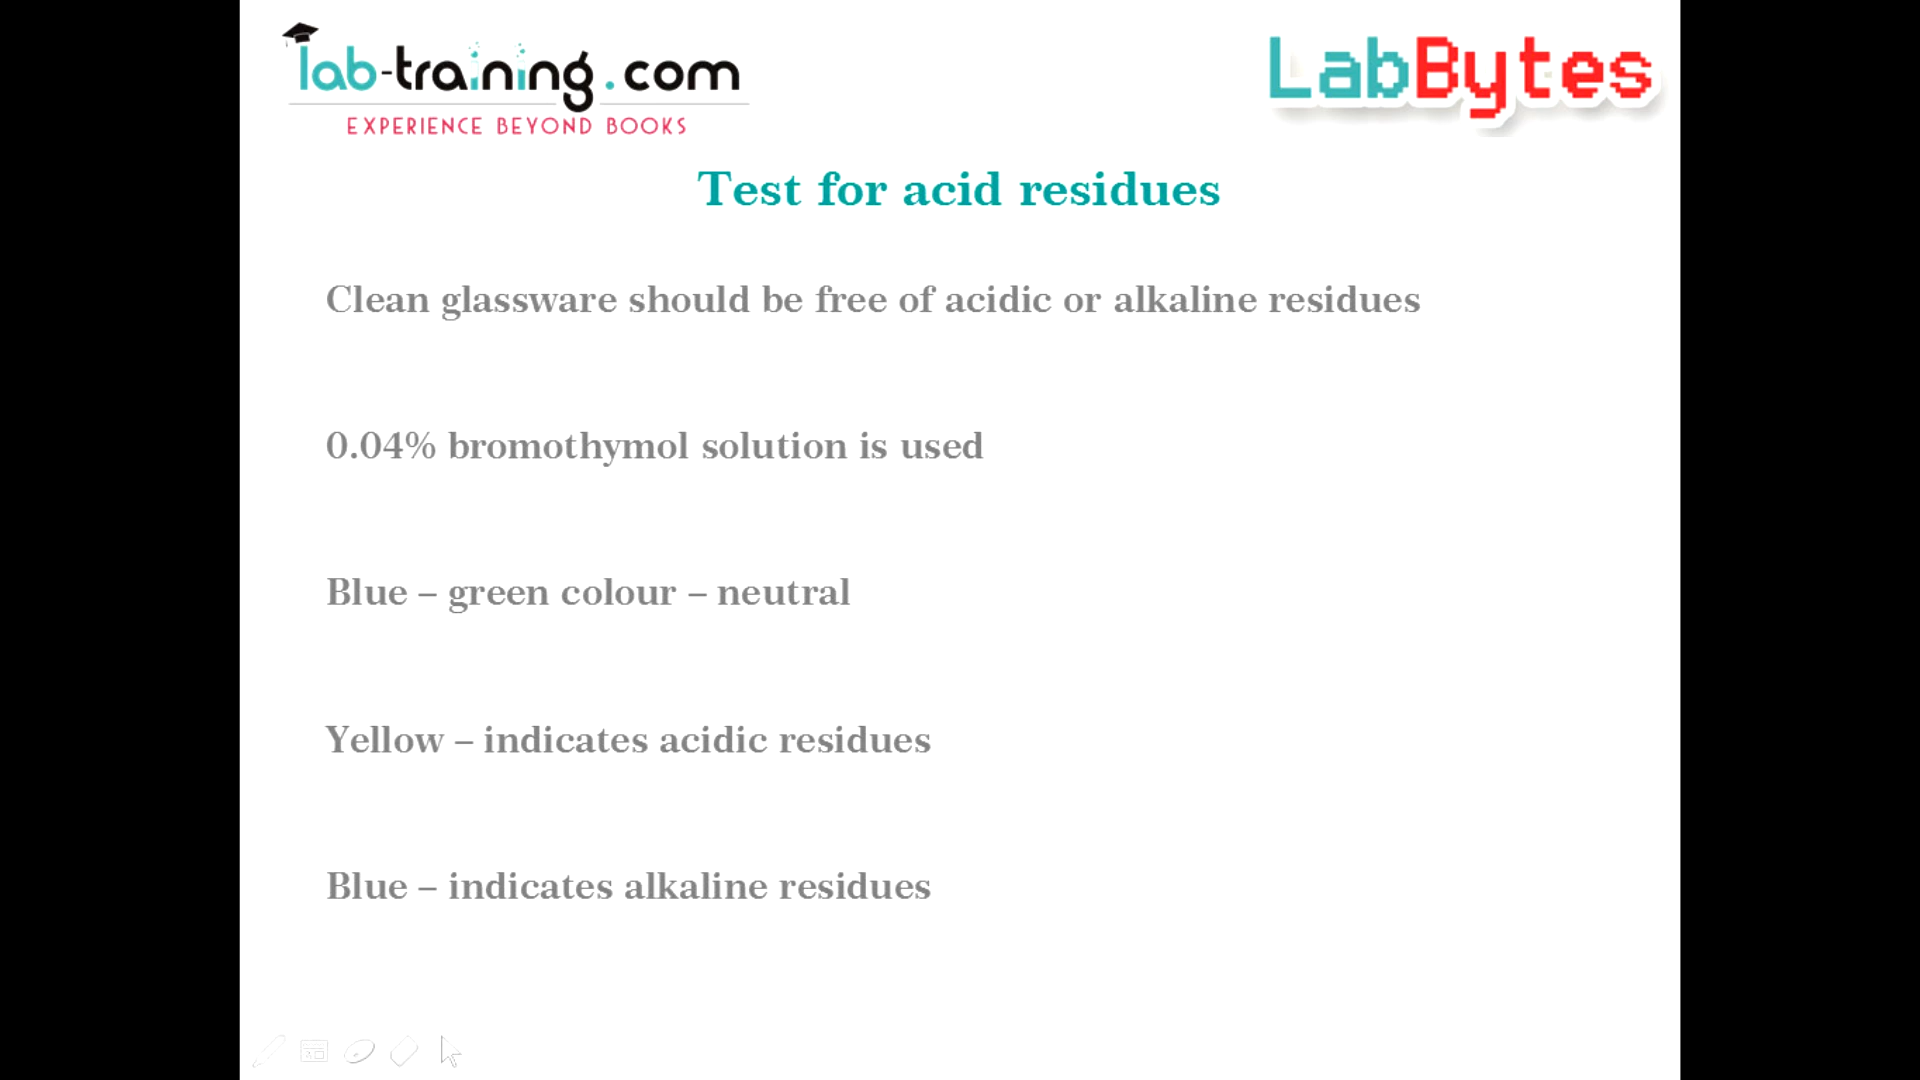 lab-training.com
EXPERIENCE BEYOND BOOKS
LabBytes
Test for acid residues
Clean glassware should be free of acidic or alkaline residues
0.04% bromothymol solution is used
Blue – green colour – neutral
Yellow – indicates acidic residues
Blue – indicates alkaline residues